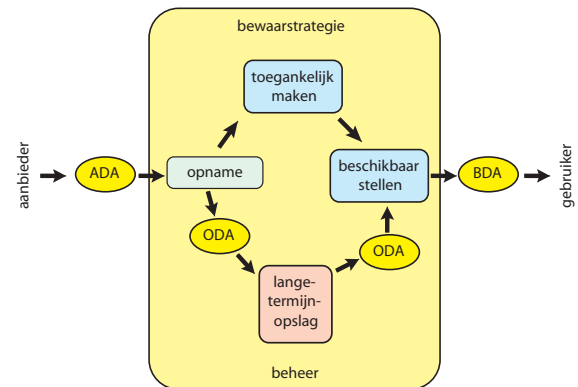 bewaarstrategie
toegankelijk
maken
aanbieder
ADA
opname
beschikbaar
stellen
BDA
gebruiker
ODA
ODA
lange-
termijn-
opslag
beheer